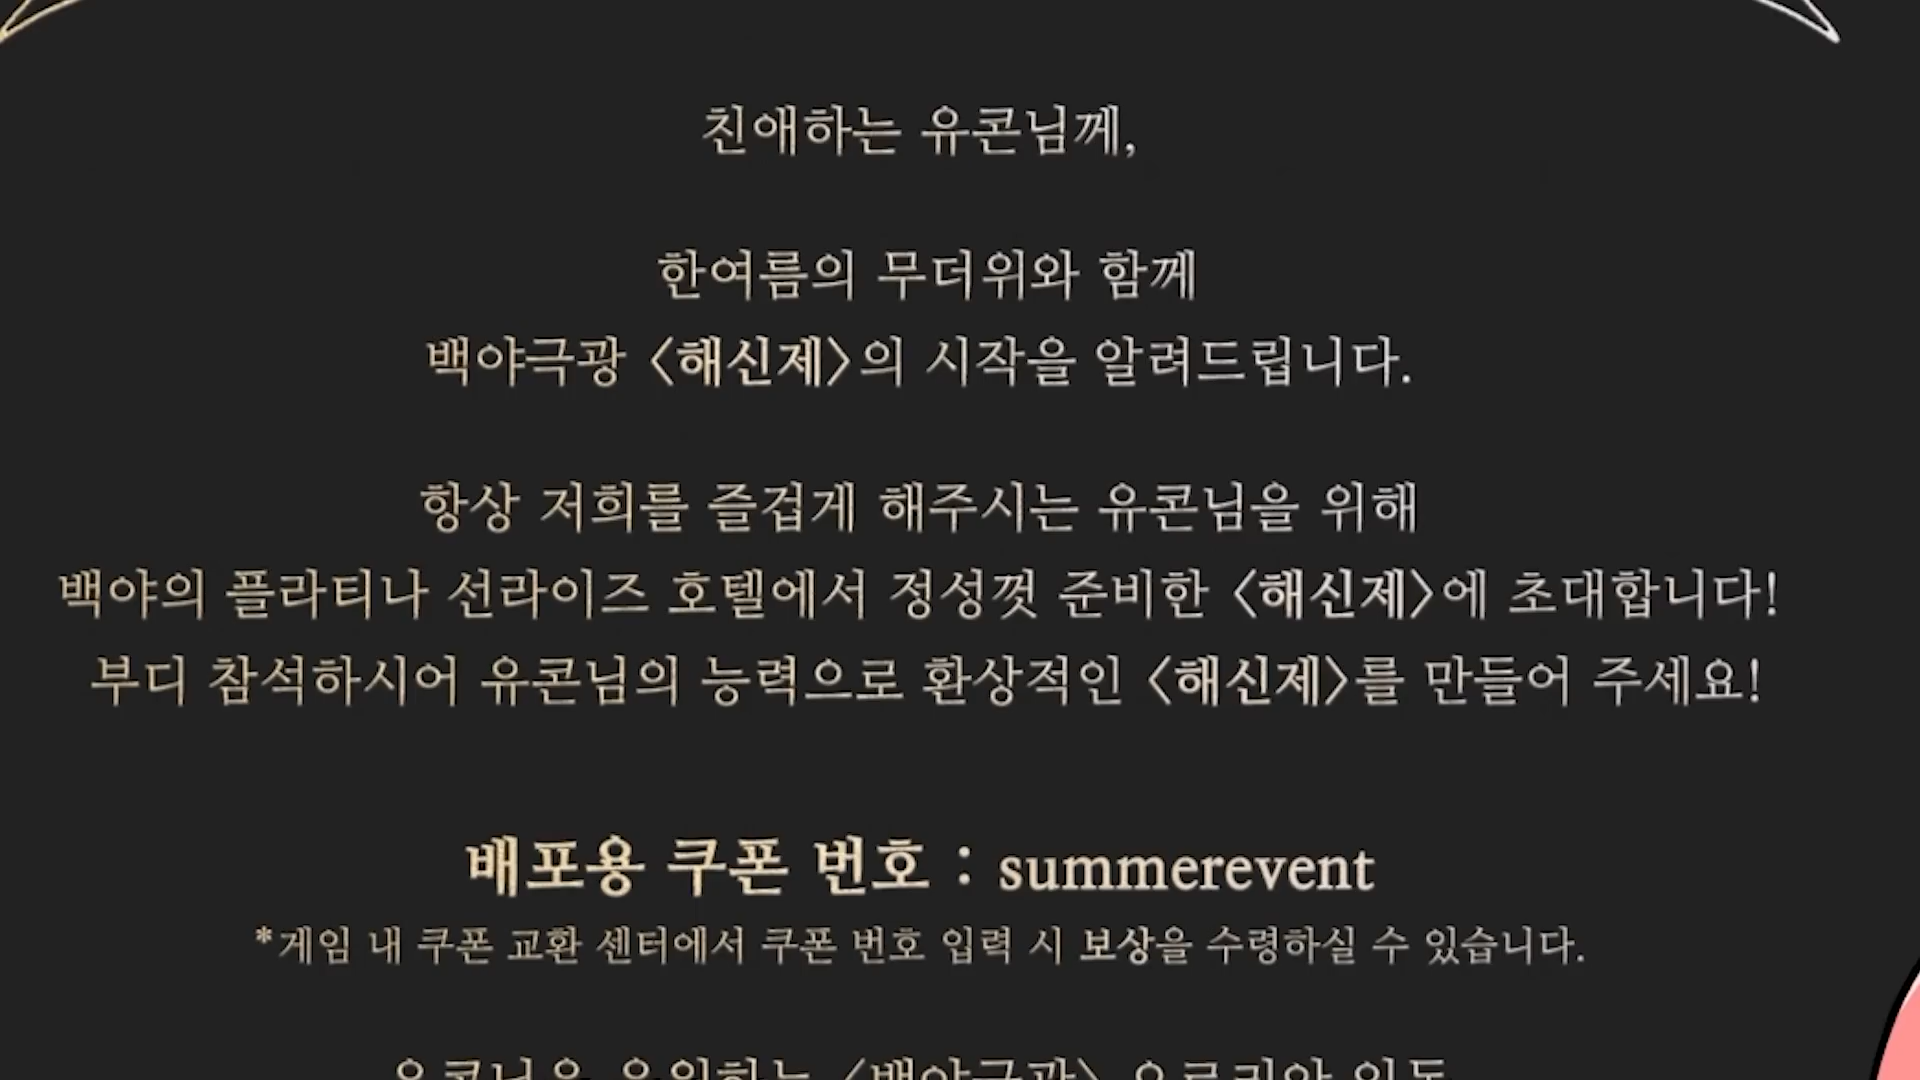 친애하는 유콘님께,
한여름의 무더위와 함께
백야극광 〈해신제〉의 시작을 알려드립니다.
항상 저희를 즐겁게 해주시는 유콘님을 위해
백야의 플라티나 선라이즈 호텔에서 정성껏 준비한 〈해신제〉에 초대합니다!
부디 참석하시어 유콘님의 능력으로 환상적인 〈해신제〉를 만들어 주세요!
배포용 쿠폰 번호 : summerevent
*게임 내 쿠폰 교환 센터에서 쿠폰 번호 입력 시 보상을 수령하실 수 있습니다.